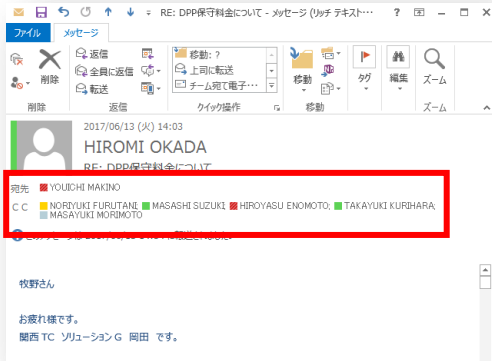 RE: DPP保守料金について - メッセージ (リッチ テキスト…
ファイル メッセージ
削除
返信
全員に返信
転送
移動: ?
上司に転送
チーム宛て電子…
移動
タグ
編集
ズーム
削除 返信 クイック操作 移動 ズーム
2017/06/13 (火) 14:03
HIROMI OKADA
RE: DPP保守料金について
宛先 YOUICHI MAKINO
CC NORIYUKI FURUTANI; MASASHI SUZUKI; HIROYASU ENOMOTO; TAKAYUKI KURIHARA;
MASAYUKI MORIMOTO
牧野さん
お疲れ様です。
関西TC ソリューションG 岡田 です。